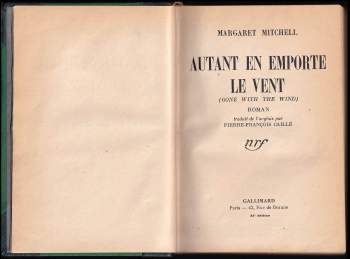 MARGARET MITCHELL
AUTANT EN EMPORTE
LE VENT
(GONE WITH THE WIND)
ROMAN
traduit de l'anglais par
PIERRE-FRANÇOIS CAILLÉ
nrf
GALLIMARD
Paris — 43, Rue de Beaune
édition